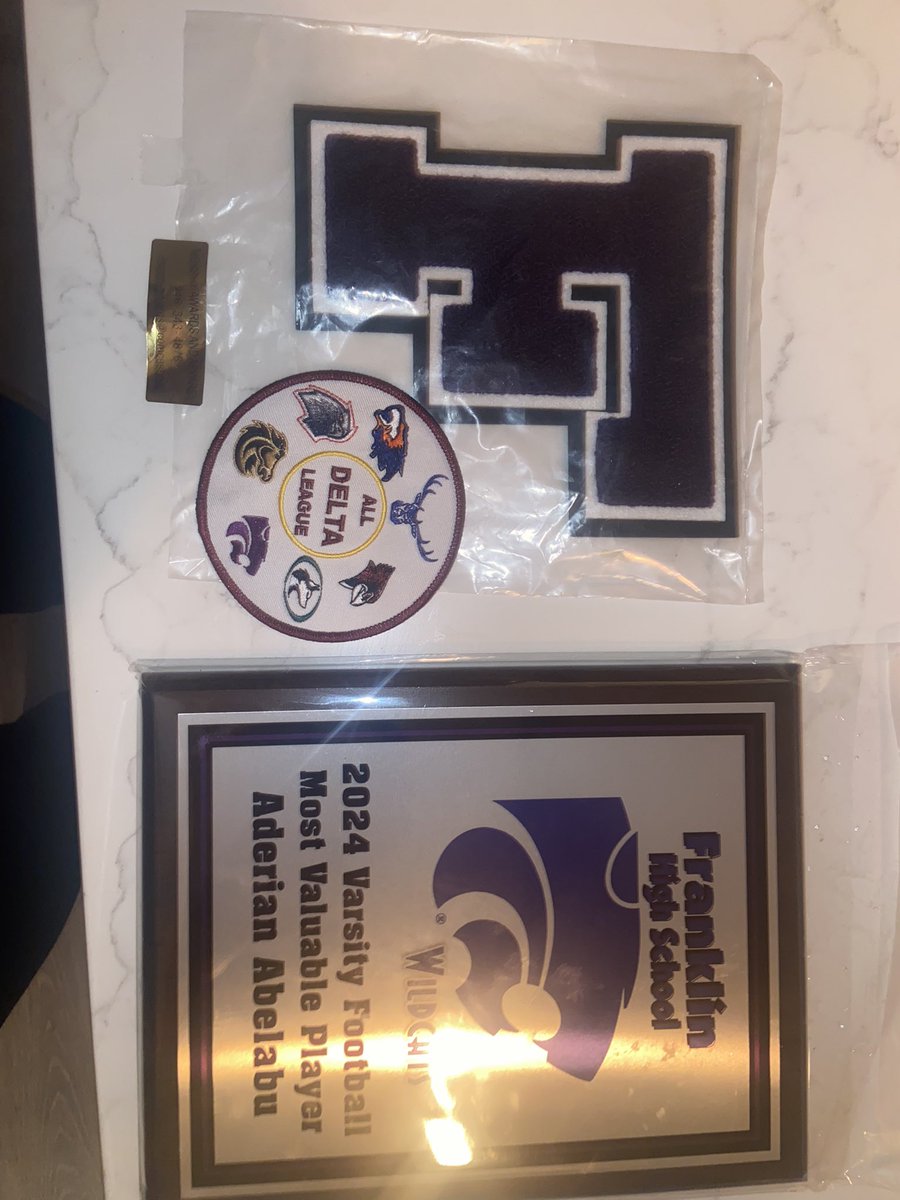 F
ALL
DELTA
LEAGUE
Franklin
High School
WILDCATS
®
2024 Varsity Football
Most Valuable Player
Aderian Abelabu